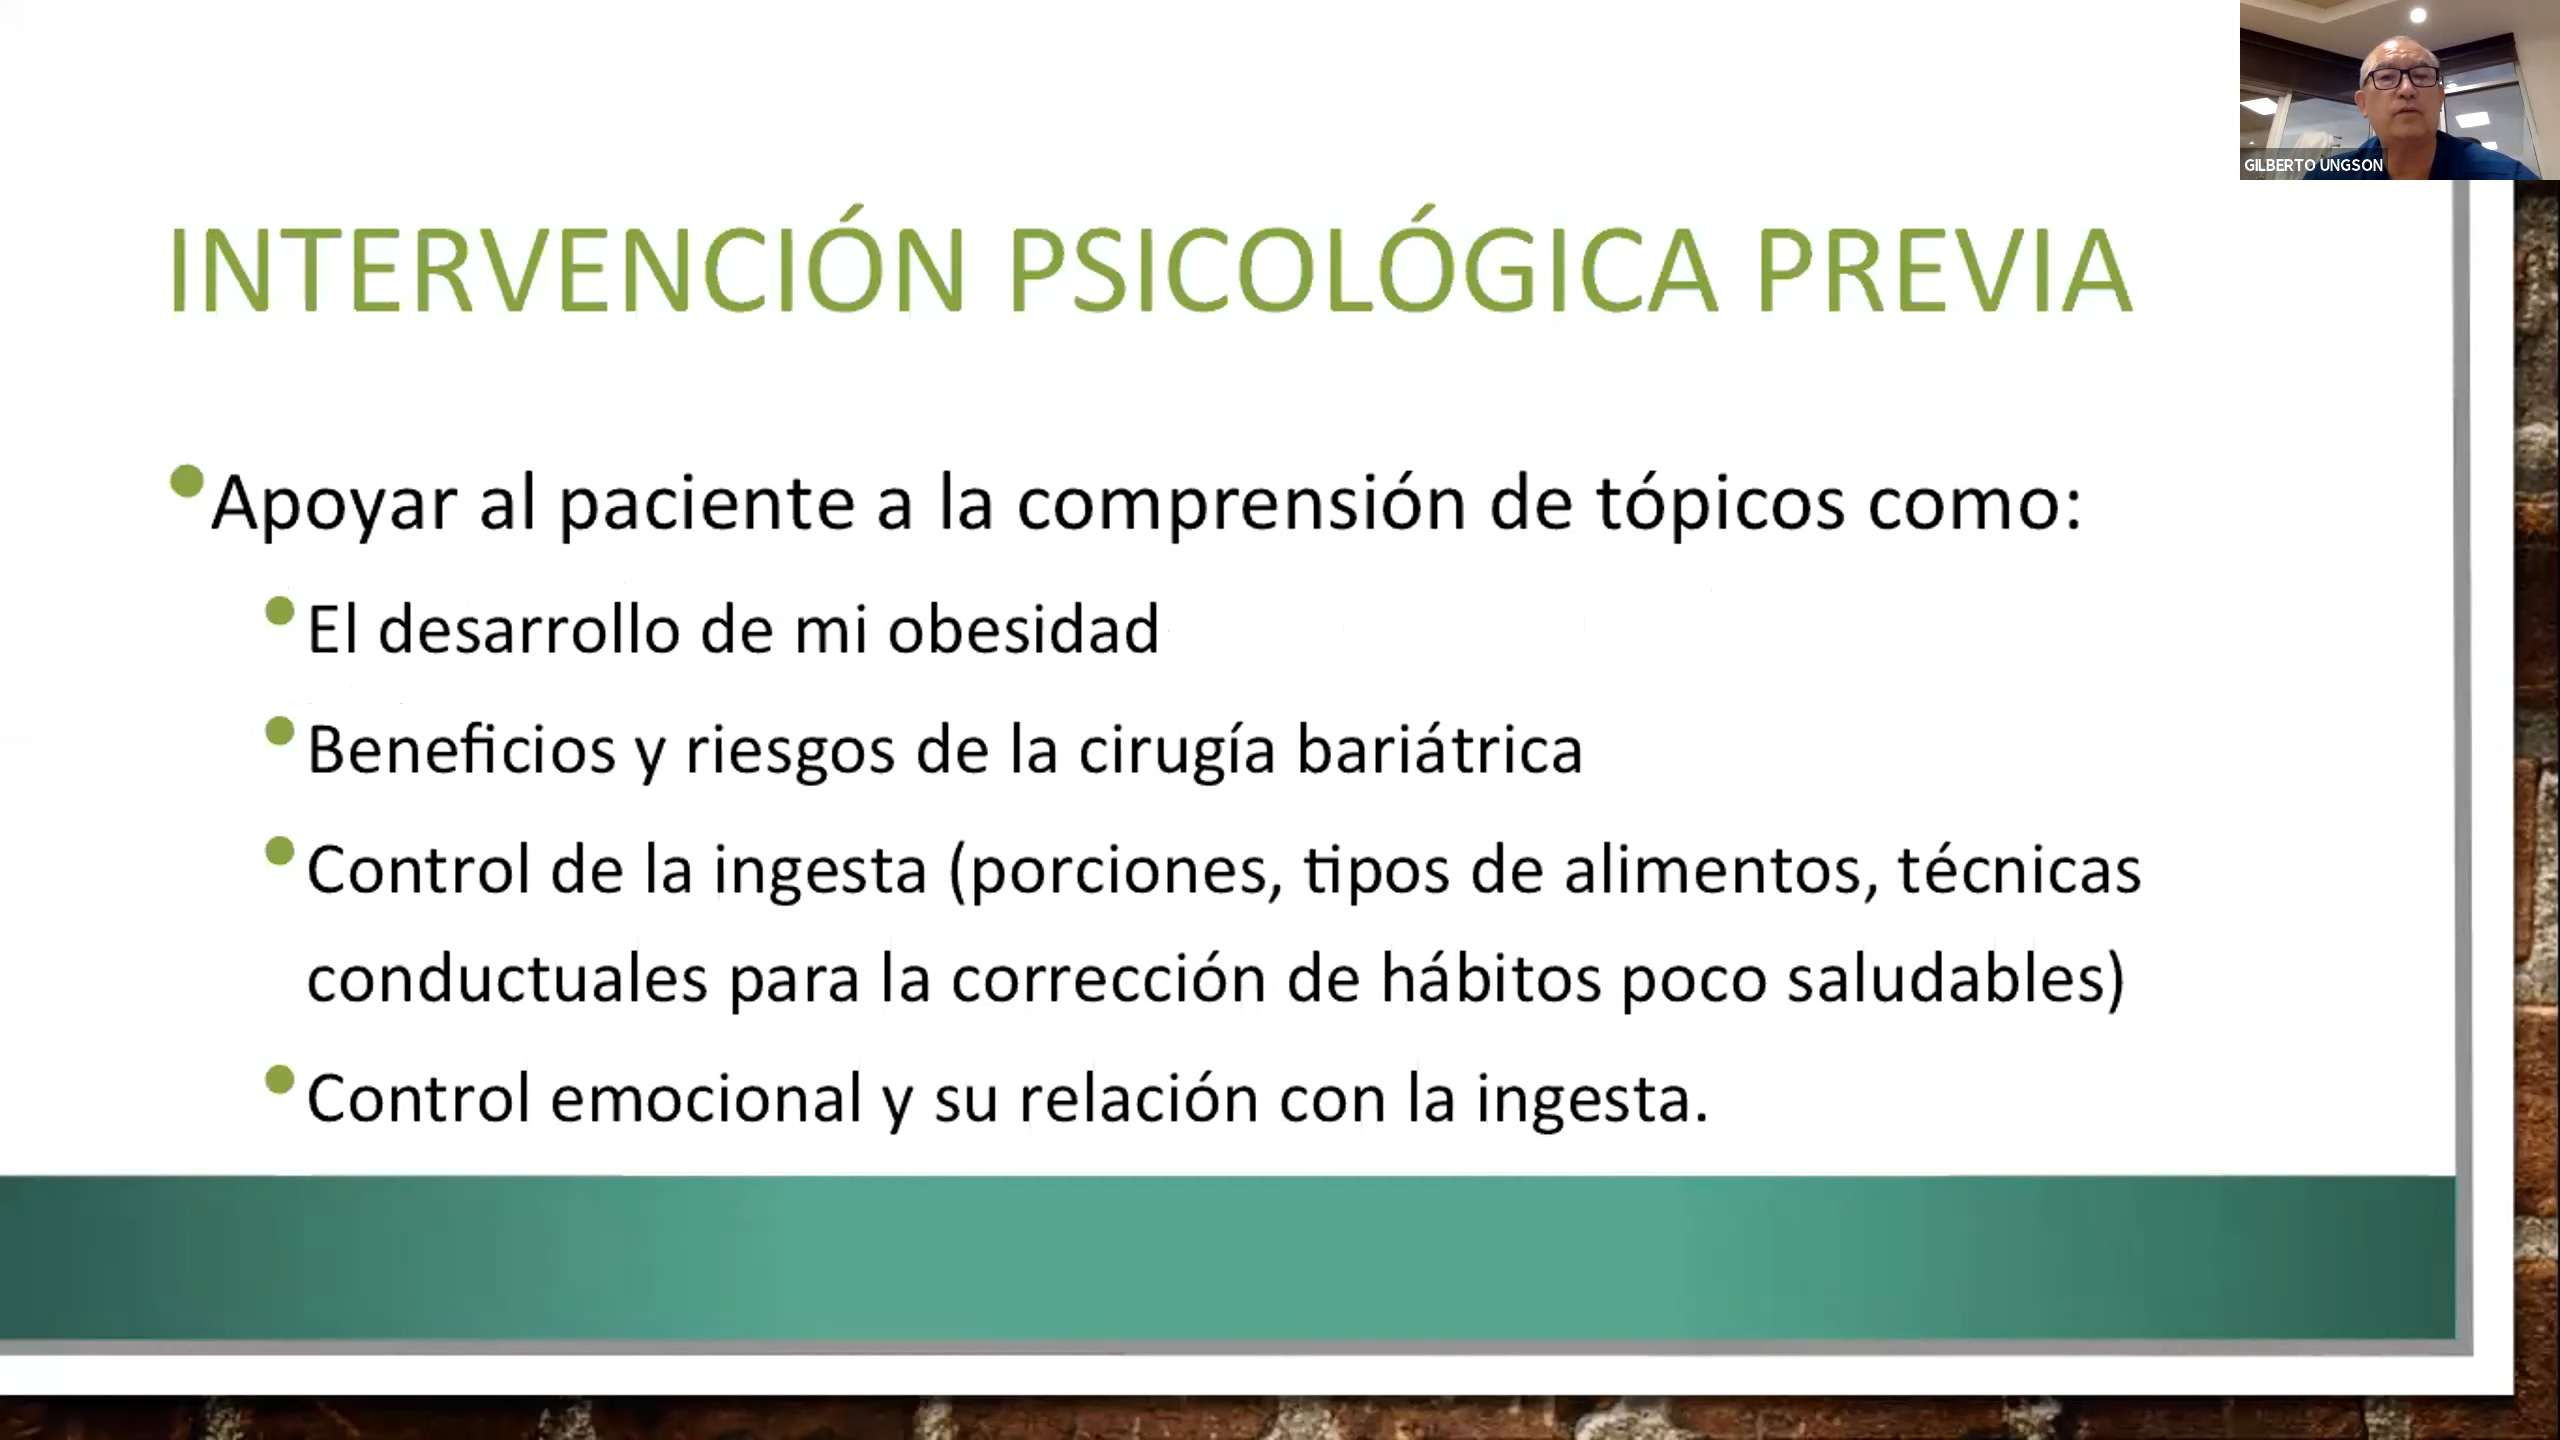 GILBERTO UNGSON
INTERVENCIÓN PSICOLÓGICA PREVIA
•Apoyar al paciente a la comprensión de tópicos como:
•El desarrollo de mi obesidad
•Beneficios y riesgos de la cirugía bariátrica
•Control de la ingesta (porciones, tipos de alimentos, técnicas
conductuales para la corrección de hábitos poco saludables)
•Control emocional y su relación con la ingesta.